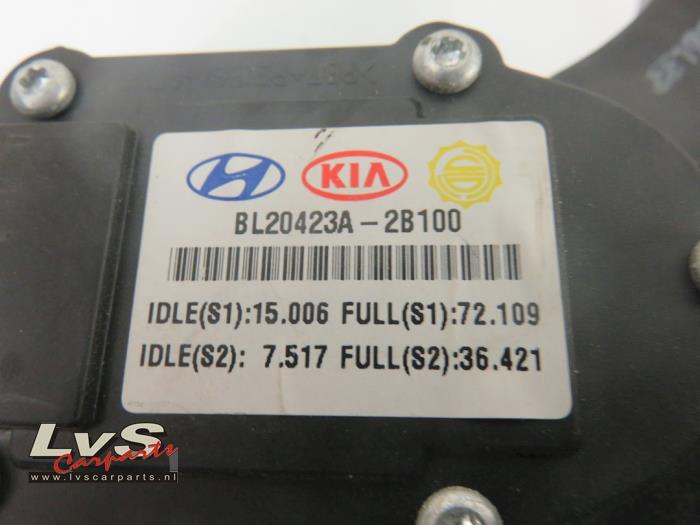 KIA
BL20423A-2B100
IDLE(S1):15.006 FULL(S1):72.109
IDLE(S2): 7.517 FULL(S2):36.421
LvS
Carparts
www.lvscarparts.nl